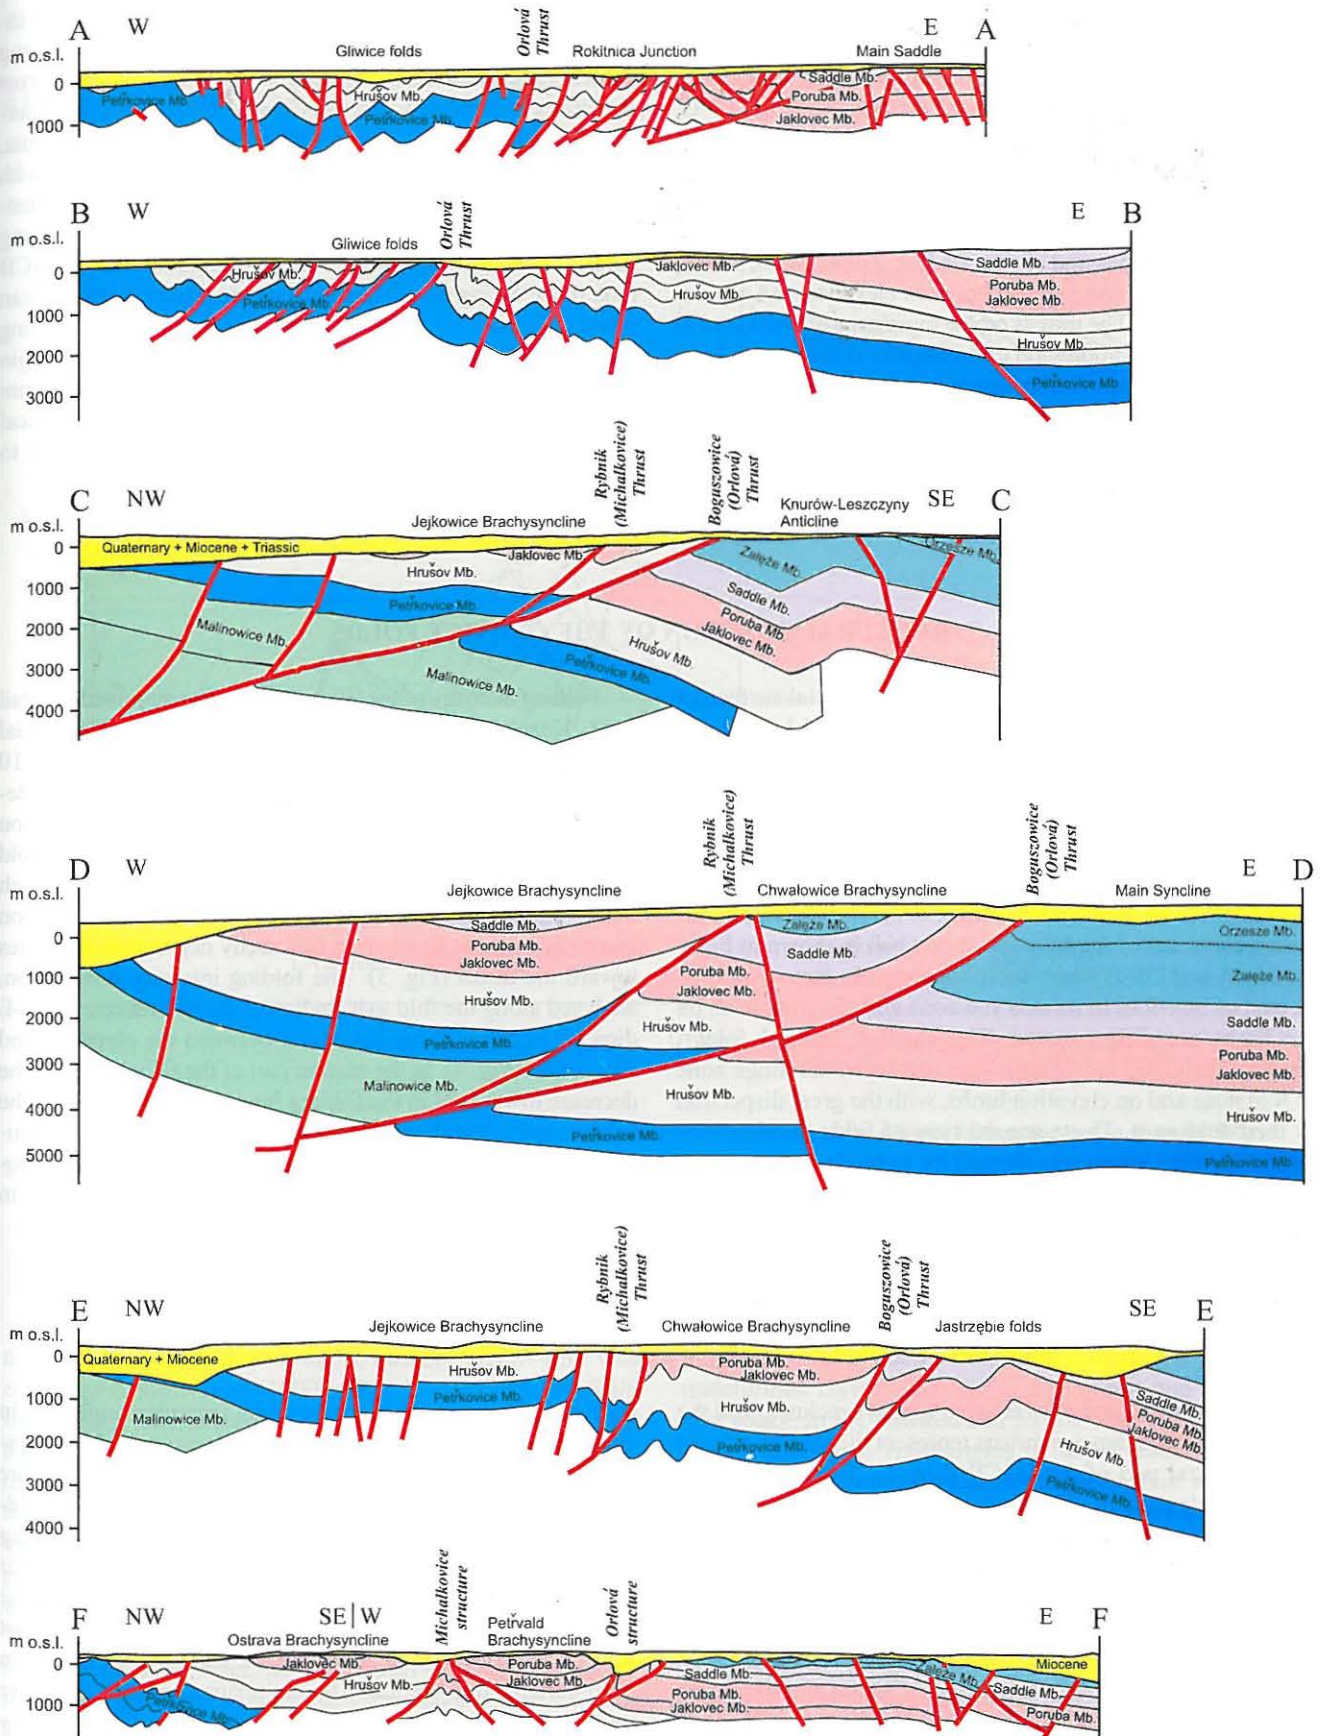 A W E A
Orlová
Thrust
m o.s.l. Gliwice folds Rokitnica Junction Main Saddle
0 Petřkovice Mb. Hrušov Mb. Saddle Mb.
Petřkovice Mb. Poruba Mb.
1000 Jaklovec Mb.
B W E B
Orlová
Thrust
m o.s.l. Gliwice folds
0 Hrušov Mb. Jaklovec Mb. Saddle Mb.
Petřkovice Mb. Hrušov Mb. Poruba Mb.
Jaklovec Mb.
1000
Hrušov Mb.
2000
Petřkovice Mb.
3000
Rybnik
(Michalkovice)
Thrust
Boguszowice
(Orlová)
Thrust
C NW SE C
Knurów-Leszczyny
Anticline
m o.s.l. Jejkowice Brachysyncline
0 Quaternary + Miocene + Triassic Jaklovec Mb. Załęże Mb. Orzesze Mb.
Hrušov Mb.
1000 Petřkovice Mb. Saddle Mb.
Malinowice Mb. Poruba Mb.
2000 Jaklovec Mb.
Hrušov Mb.
Petřkovice Mb.
3000 Malinowice Mb.
4000
Rybnik
(Michalkovice)
Thrust
Boguszowice
(Orlová)
Thrust
D W E D
m o.s.l. Jejkowice Brachysyncline Chwałowice Brachysyncline Main Syncline
Saddle Mb. Załęże Mb. Orzesze Mb.
0 Poruba Mb. Saddle Mb.
Jaklovec Mb. Poruba Mb. Załęże Mb.
1000 Jaklovec Mb.
Hrušov Mb.
2000 Hrušov Mb. Saddle Mb.
Petřkovice Mb. Poruba Mb.
3000 Jaklovec Mb.
Malinowice Mb. Hrušov Mb.
4000 Hrušov Mb.
Petřkovice Mb.
5000 Petřkovice Mb.
Rybnik
(Michalkovice)
Thrust
Boguszowice
(Orlová)
Thrust
E NW SE E
m o.s.l. Jejkowice Brachysyncline Chwałowice Brachysyncline Jastrzębie folds
0 Quaternary + Miocene Hrušov Mb. Poruba Mb.
Jaklovec Mb.
1000 Petřkovice Mb. Hrušov Mb. Saddle Mb.
Malinowice Mb. Poruba Mb.
Jaklovec Mb.
2000 Petřkovice Mb. Hrušov Mb.
3000 Petřkovice Mb.
4000
Michalkovice
structure
Orlová
structure
F NW SE | W E F
Petřvald
Brachysyncline
m o.s.l. Ostrava Brachysyncline
0 Jaklovec Mb. Poruba Mb. Saddle Mb. Załęże Mb. Miocene
Hrušov Mb. Jaklovec Mb. Saddle Mb.
Petřkovice Mb. Poruba Mb.
1000 Jaklovec Mb. Poruba Mb.